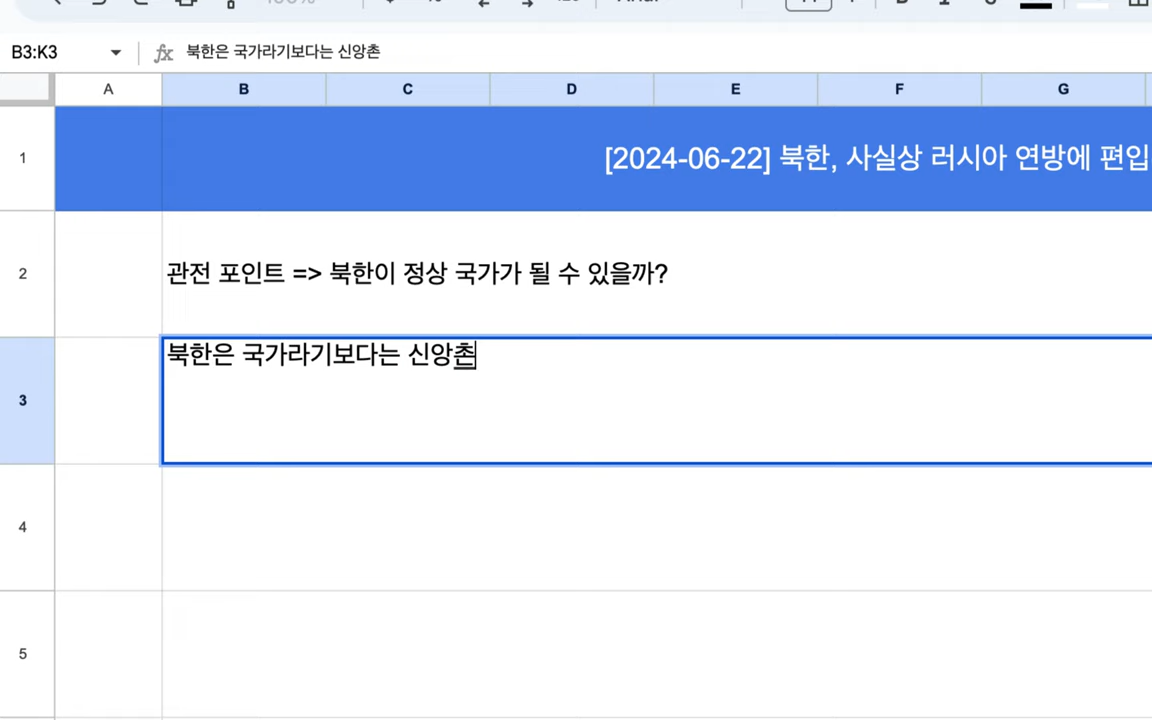 B3:K3
fx 북한은 국가라기보다는 신앙촌
A B C D E F G
1 [2024-06-22] 북한, 사실상 러시아 연방에 편입
2 관전 포인트 => 북한이 정상 국가가 될 수 있을까?
3 북한은 국가라기보다는 신앙촌
4
5